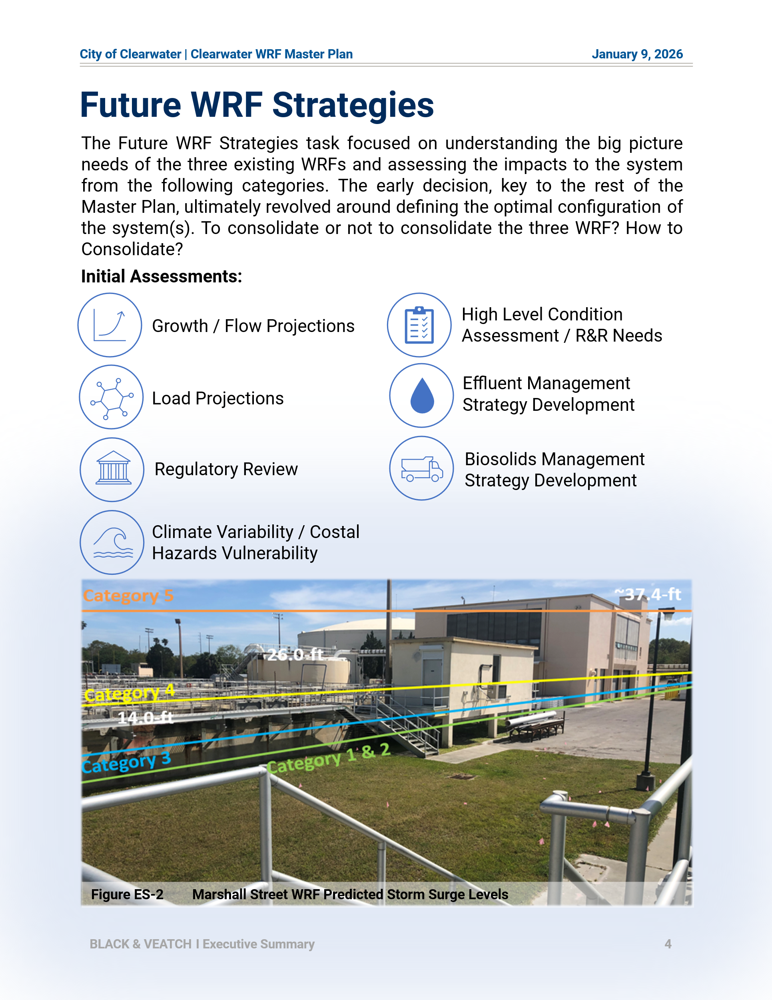 City of Clearwater | Clearwater WRF Master Plan
January 9, 2026
Future WRF Strategies
The Future WRF Strategies task focused on understanding the big picture
needs of the three existing WRFs and assessing the impacts to the system
from the following categories. The early decision, key to the rest of the
Master Plan, ultimately revolved around defining the optimal configuration of
the system(s). To consolidate or not to consolidate the three WRF? How to
Consolidate?
Initial Assessments:
Growth / Flow Projections
Load Projections
Regulatory Review
Climate Variability / Costal
Hazards Vulnerability
High Level Condition
Assessment / R&R Needs
Effluent Management
Strategy Development
Biosolids Management
Strategy Development
Category 5
~37.4-ft
26.0-ft
Category 4
14.0-ft
Category 3
Category 1 & 2
Figure ES-2 Marshall Street WRF Predicted Storm Surge Levels
BLACK & VEATCH I Executive Summary
4